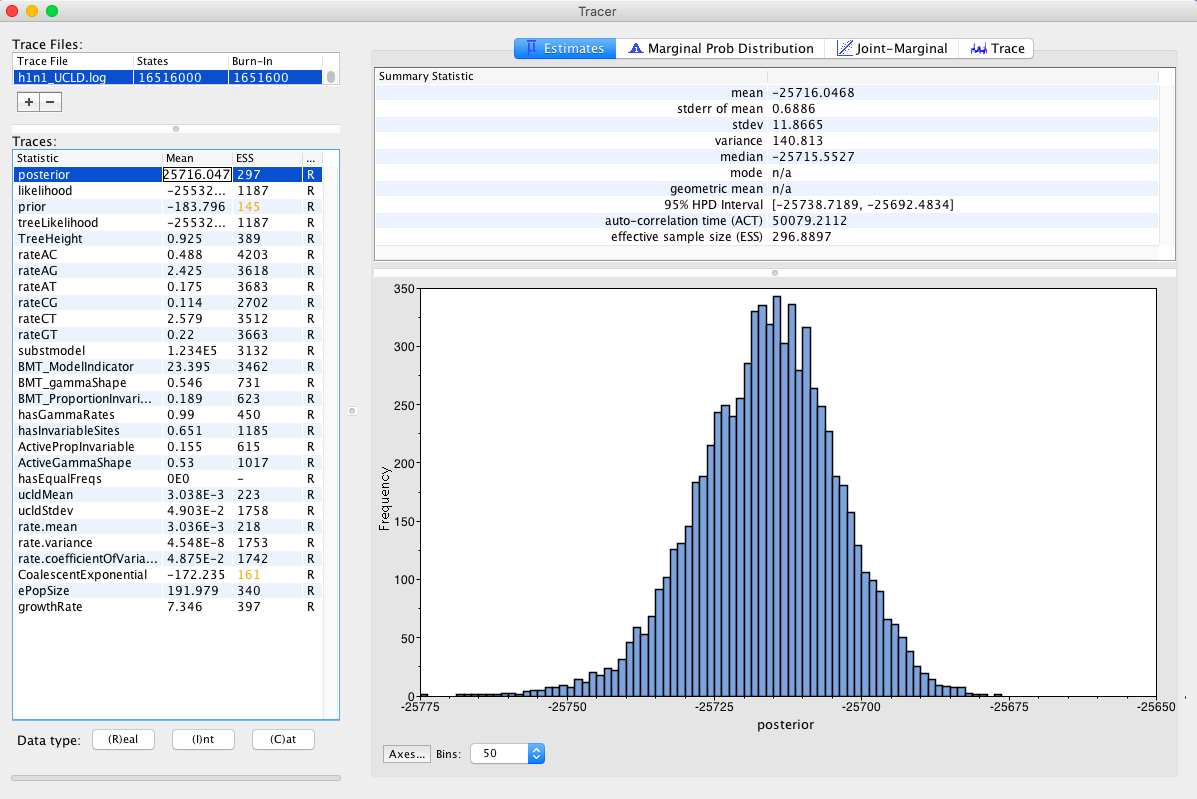 Tracer
Trace Files:
Trace File States Burn-In
h1n1_UCLD.log 16516000 1651600
+ −
Traces:
Statistic Mean ESS ...
posterior 25716.047 297 R
likelihood -25532... 1187 R
prior -183.796 145 R
treeLikelihood -25532... 1187 R
TreeHeight 0.925 389 R
rateAC 0.488 4203 R
rateAG 2.425 3618 R
rateAT 0.175 3683 R
rateCG 0.114 2702 R
rateCT 2.579 3512 R
rateGT 0.22 3663 R
substmodel 1.234E5 3132 R
BMT_ModelIndicator 23.395 3462 R
BMT_gammaShape 0.546 731 R
BMT_ProportionInvari... 0.189 623 R
hasGammaRates 0.99 450 R
hasInvariableSites 0.651 1185 R
ActivePropInvariable 0.155 615 R
ActiveGammaShape 0.53 1017 R
hasEqualFreqs 0E0 - R
ucldMean 3.038E-3 223 R
ucldStdev 4.903E-2 1758 R
rate.mean 3.036E-3 218 R
rate.variance 4.548E-8 1753 R
rate.coefficientOfVaria... 4.875E-2 1742 R
CoalescentExponential -172.235 161 R
ePopSize 191.979 340 R
growthRate 7.346 397 R
Data type: (R)eal (I)nt (C)at
Estimates Marginal Prob Distribution Joint-Marginal Trace
Summary Statistic
mean -25716.0468
stderr of mean 0.6886
stdev 11.8665
variance 140.813
median -25715.5527
mode n/a
geometric mean n/a
95% HPD Interval [-25738.7189, -25692.4834]
auto-correlation time (ACT) 50079.2112
effective sample size (ESS) 296.8897
350
300
250
200
150
100
50
0
Frequency
-25775 -25750 -25725 -25700 -25675 -25650
posterior
Axes... Bins: 50